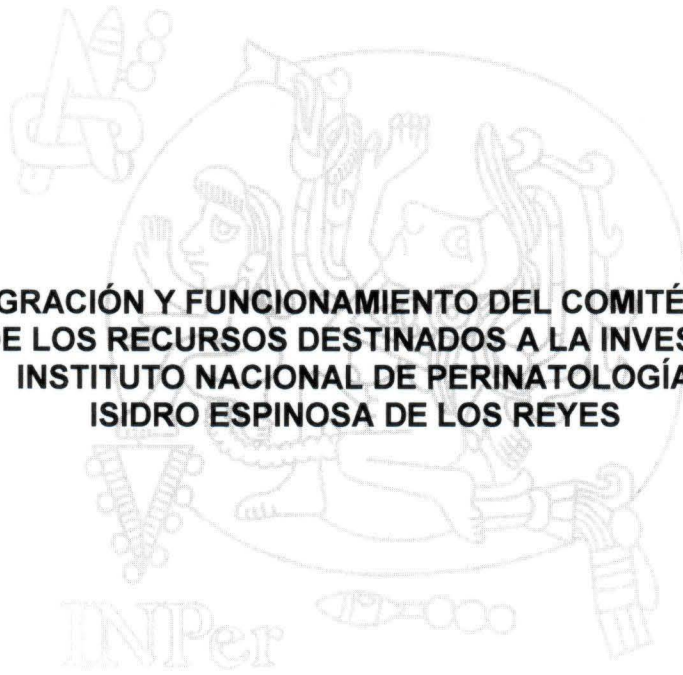 GRACIÓN Y FUNCIONAMIENTO DEL COMITÉ
DE LOS RECURSOS DESTINADOS A LA INVES
INSTITUTO NACIONAL DE PERINATOLOGÍA
ISIDRO ESPINOSA DE LOS REYES
INPer